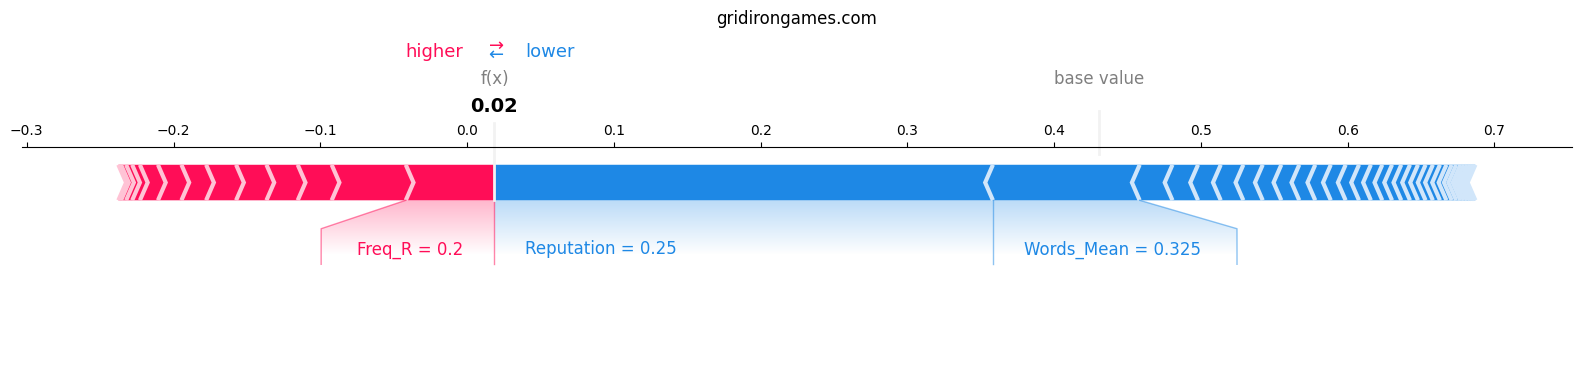 gridirongames.com
higher → ← lower
f(x) base value
0.02
−0.3 −0.2 −0.1 0.0 0.1 0.2 0.3 0.4 0.5 0.6 0.7
Freq_R = 0.2 Reputation = 0.25 Words_Mean = 0.325